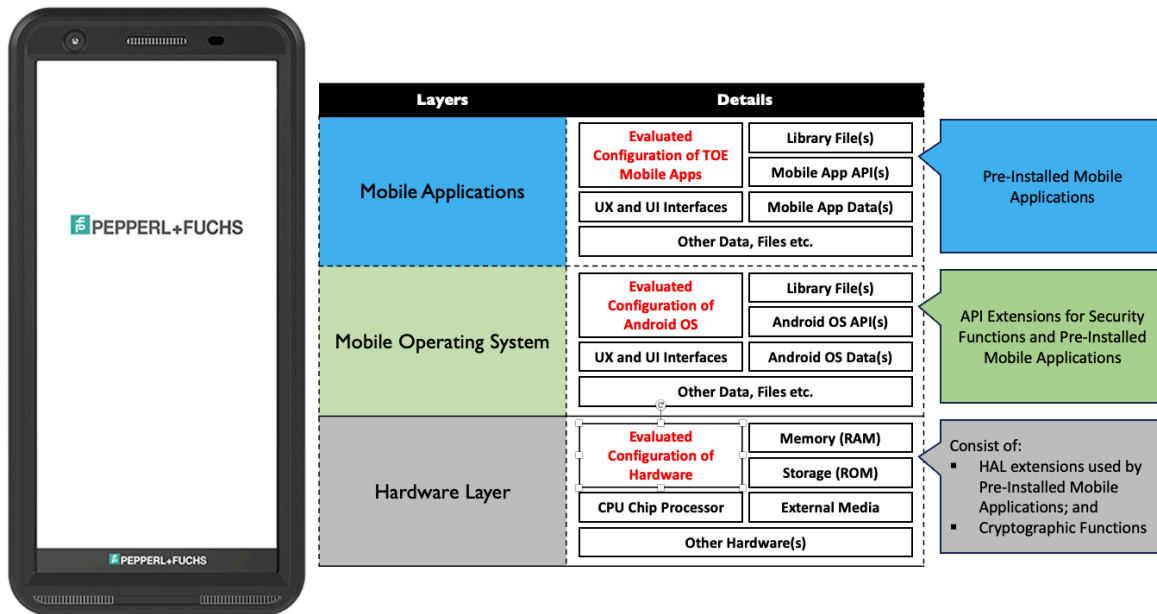 PEPPERL+FUCHS
PEPPERL+FUCHS
Layers
Details
Mobile Applications
Evaluated
Configuration of TOE
Mobile Apps
Library File(s)
Mobile App API(s)
UX and UI Interfaces
Mobile App Data(s)
Other Data, Files etc.
Pre-Installed Mobile
Applications
Mobile Operating System
Evaluated
Configuration of
Android OS
Library File(s)
Android OS API(s)
UX and UI Interfaces
Android OS Data(s)
Other Data, Files etc.
API Extensions for Security
Functions and Pre-Installed
Mobile Applications
Hardware Layer
Evaluated
Configuration of
Hardware
Memory (RAM)
Storage (ROM)
CPU Chip Processor
External Media
Other Hardware(s)
Consist of:
▪ HAL extensions used by
Pre-Installed Mobile
Applications; and
▪ Cryptographic Functions